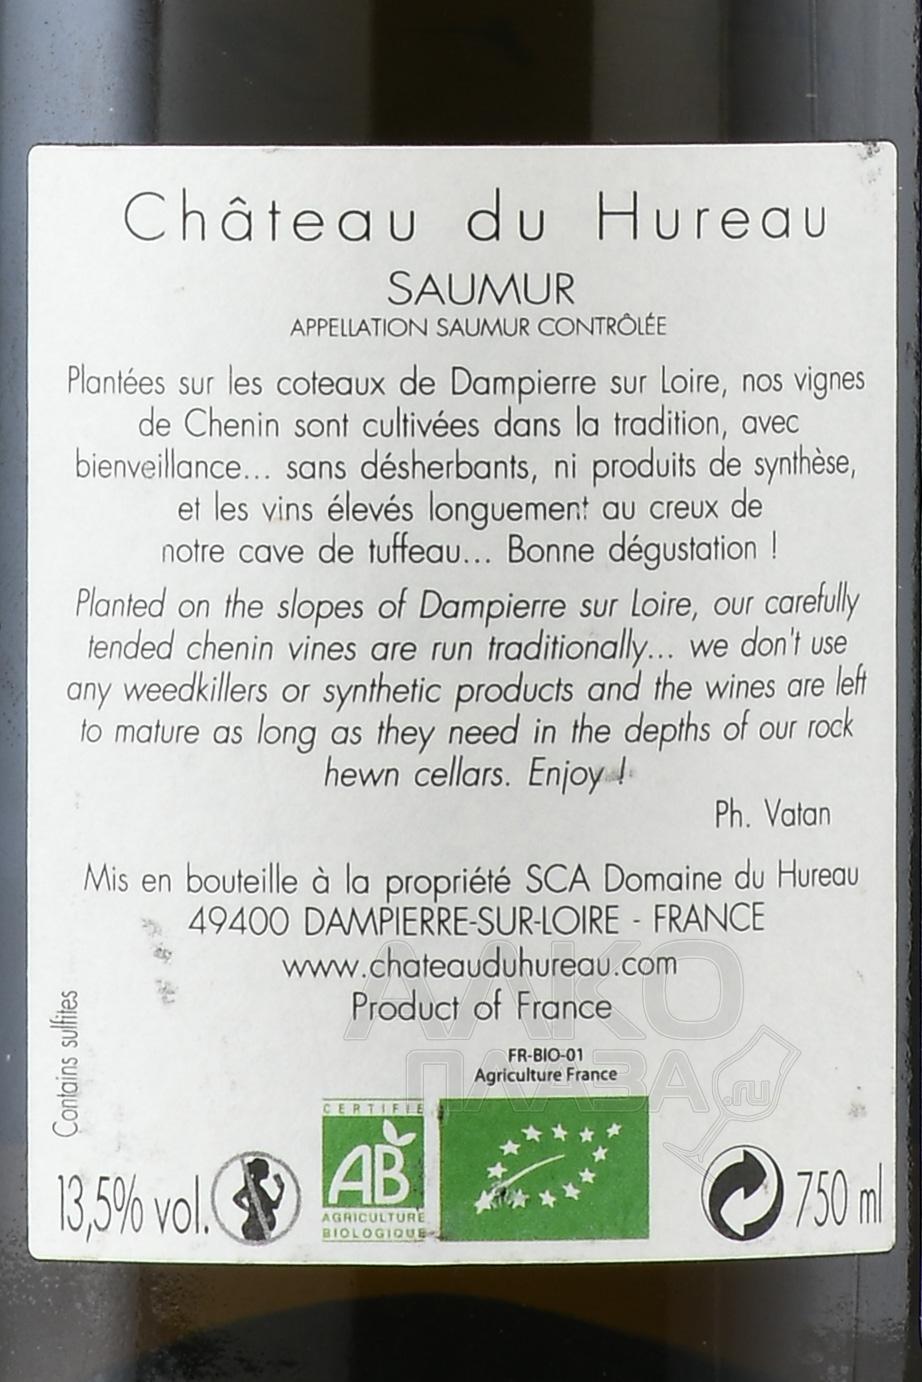 Château du Hureau
SAUMUR
APPELLATION SAUMUR CONTRÔLÉE
Plantées sur les coteaux de Dampierre sur Loire, nos vignes
de Chenin sont cultivées dans la tradition, avec
bienveillance... sans désherbants, ni produits de synthèse,
et les vins élevés longuement au creux de
notre cave de tuffeau... Bonne dégustation !
Planted on the slopes of Dampierre sur Loire, our carefully
tended chenin vines are run traditionally... we don't use
any weedkillers or synthetic products and the wines are left
to mature as long as they need in the depths of our rock
hewn cellars. Enjoy !
Ph. Vatan
Mis en bouteille à la propriété SCA Domaine du Hureau
49400 DAMPIERRE-SUR-LOIRE - FRANCE
www.chateauduhureau.com
Product of France
Contains sulfites
FR-BIO-01
Agriculture France
CERTIFIÉ
AB
AGRICULTURE
BIOLOGIQUE
13,5% vol.
750 ml
АЛКО
ПЛАЗА.ru